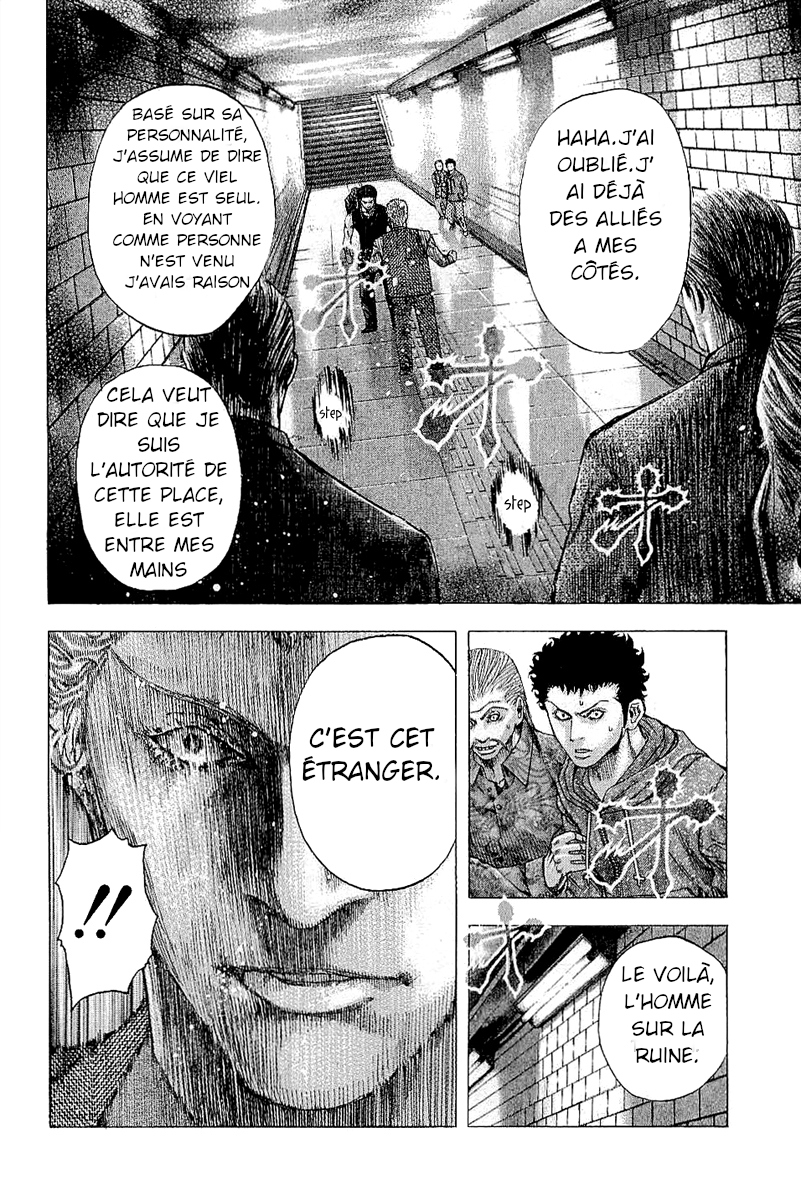 HAHA.J'AI
OUBLIÉ.J'
AI DÉJÀ
DES ALLIÉS
A MES
CÔTÉS.
BASÉ SUR SA
PERSONNALITÉ,
J'ASSUME DE DIRE
QUE CE VIEL
HOMME EST SEUL.
EN VOYANT
COMME PERSONNE
N'EST VENU
J'AVAIS RAISON
CELA VEUT
DIRE QUE JE
SUIS
L'AUTORITÉ DE
CETTE PLACE,
ELLE EST
ENTRE MES
MAINS
step
step
LE VOILÀ,
L'HOMME
SUR LA
RUINE.
C'EST CET
ÉTRANGER.
!!